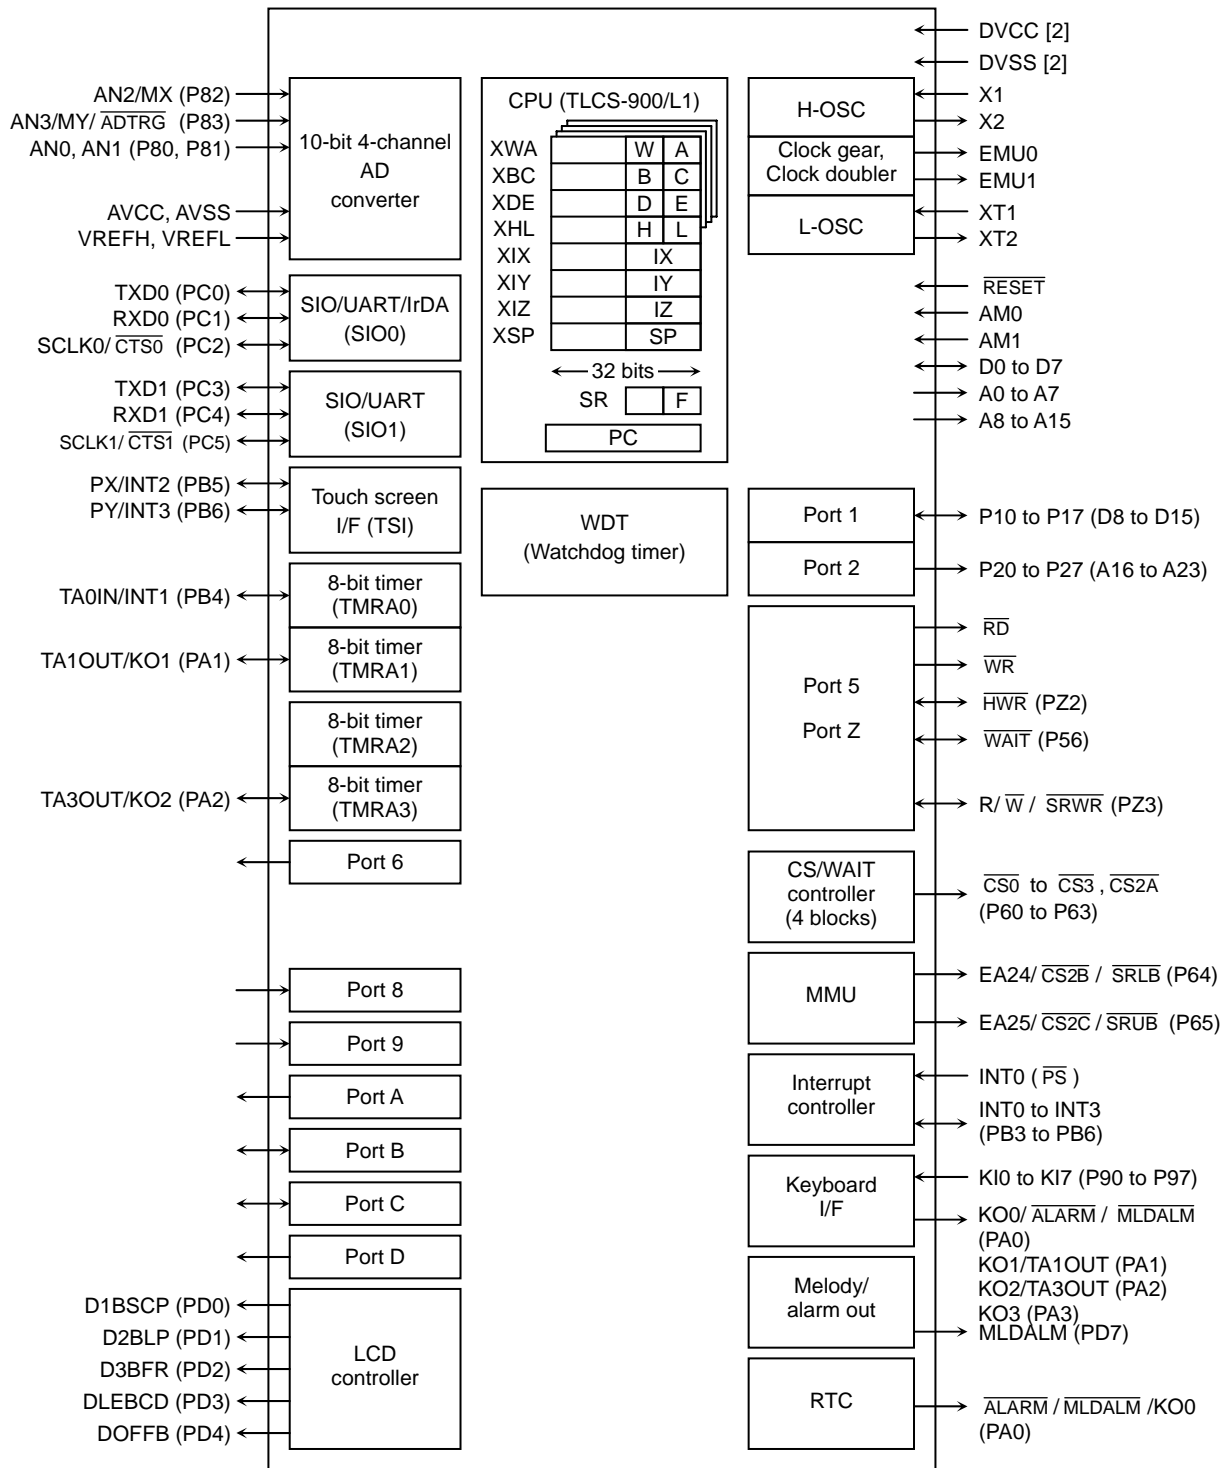 DVCC [2]
DVSS [2]
AN2/MX (P82)
AN3/MY/ ADTRG (P83)
AN0, AN1 (P80, P81)
AVCC, AVSS
VREFH, VREFL
10-bit 4-channel
AD
converter
TXD0 (PC0)
RXD0 (PC1)
SCLK0/ CTS0 (PC2)
SIO/UART/IrDA
(SIO0)
TXD1 (PC3)
RXD1 (PC4)
SCLK1/ CTS1 (PC5)
SIO/UART
(SIO1)
PX/INT2 (PB5)
PY/INT3 (PB6)
Touch screen
I/F (TSI)
TA0IN/INT1 (PB4)
8-bit timer
(TMRA0)
TA1OUT/KO1 (PA1)
8-bit timer
(TMRA1)
8-bit timer
(TMRA2)
TA3OUT/KO2 (PA2)
8-bit timer
(TMRA3)
Port 6
Port 8
Port 9
Port A
Port B
Port C
Port D
D1BSCP (PD0)
D2BLP (PD1)
D3BFR (PD2)
DLEBCD (PD3)
DOFFB (PD4)
LCD
controller
CPU (TLCS-900/L1)
XWA W A
XBC B C
XDE D E
XHL H L
XIX IX
XIY IY
XIZ IZ
XSP SP
32 bits
SR F
PC
WDT
(Watchdog timer)
H-OSC
Clock gear,
Clock doubler
L-OSC
X1
X2
EMU0
EMU1
XT1
XT2
RESET
AM0
AM1
D0 to D7
A0 to A7
A8 to A15
Port 1
P10 to P17 (D8 to D15)
Port 2
P20 to P27 (A16 to A23)
Port 5
Port Z
RD
WR
HWR (PZ2)
WAIT (P56)
R/ W / SRWR (PZ3)
CS/WAIT
controller
(4 blocks)
CS0 to CS3 , CS2A
(P60 to P63)
MMU
EA24/ CS2B / SRLB (P64)
EA25/ CS2C / SRUB (P65)
Interrupt
controller
INT0 ( PS )
INT0 to INT3
(PB3 to PB6)
Keyboard
I/F
KI0 to KI7 (P90 to P97)
KO0/ ALARM / MLDALM
(PA0)
KO1/TA1OUT (PA1)
KO2/TA3OUT (PA2)
KO3 (PA3)
Melody/
alarm out
MLDALM (PD7)
RTC
ALARM / MLDALM /KO0
(PA0)